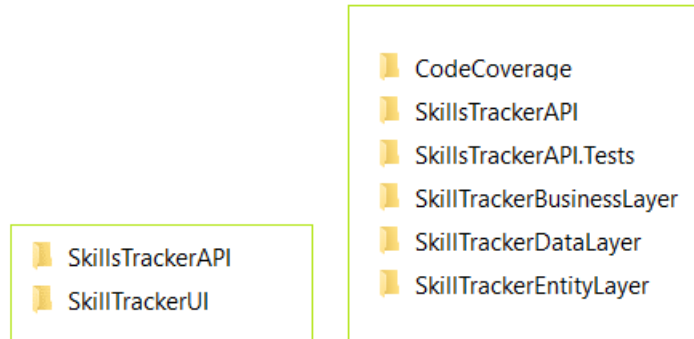 SkillsTrackerAPI
SkillTrackerUI
CodeCoverage
SkillsTrackerAPI
SkillsTrackerAPI.Tests
SkillTrackerBusinessLayer
SkillTrackerDataLayer
SkillTrackerEntityLayer